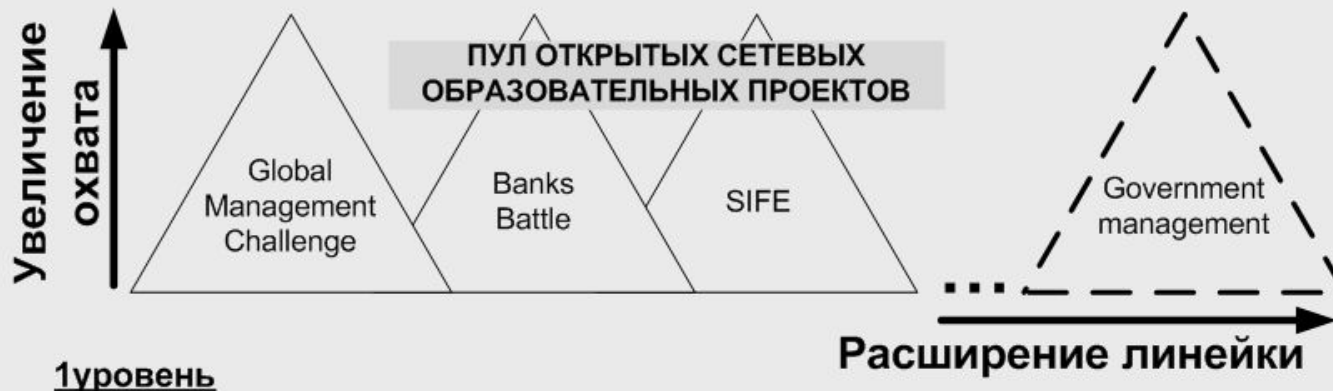 Увеличение
охвата
ПУЛ ОТКРЫТЫХ СЕТЕВЫХ
ОБРАЗОВАТЕЛЬНЫХ ПРОЕКТОВ
Global
Management
Challenge
Banks
Battle
SIFE
Government
management
...
Расширение линейки
1уровень